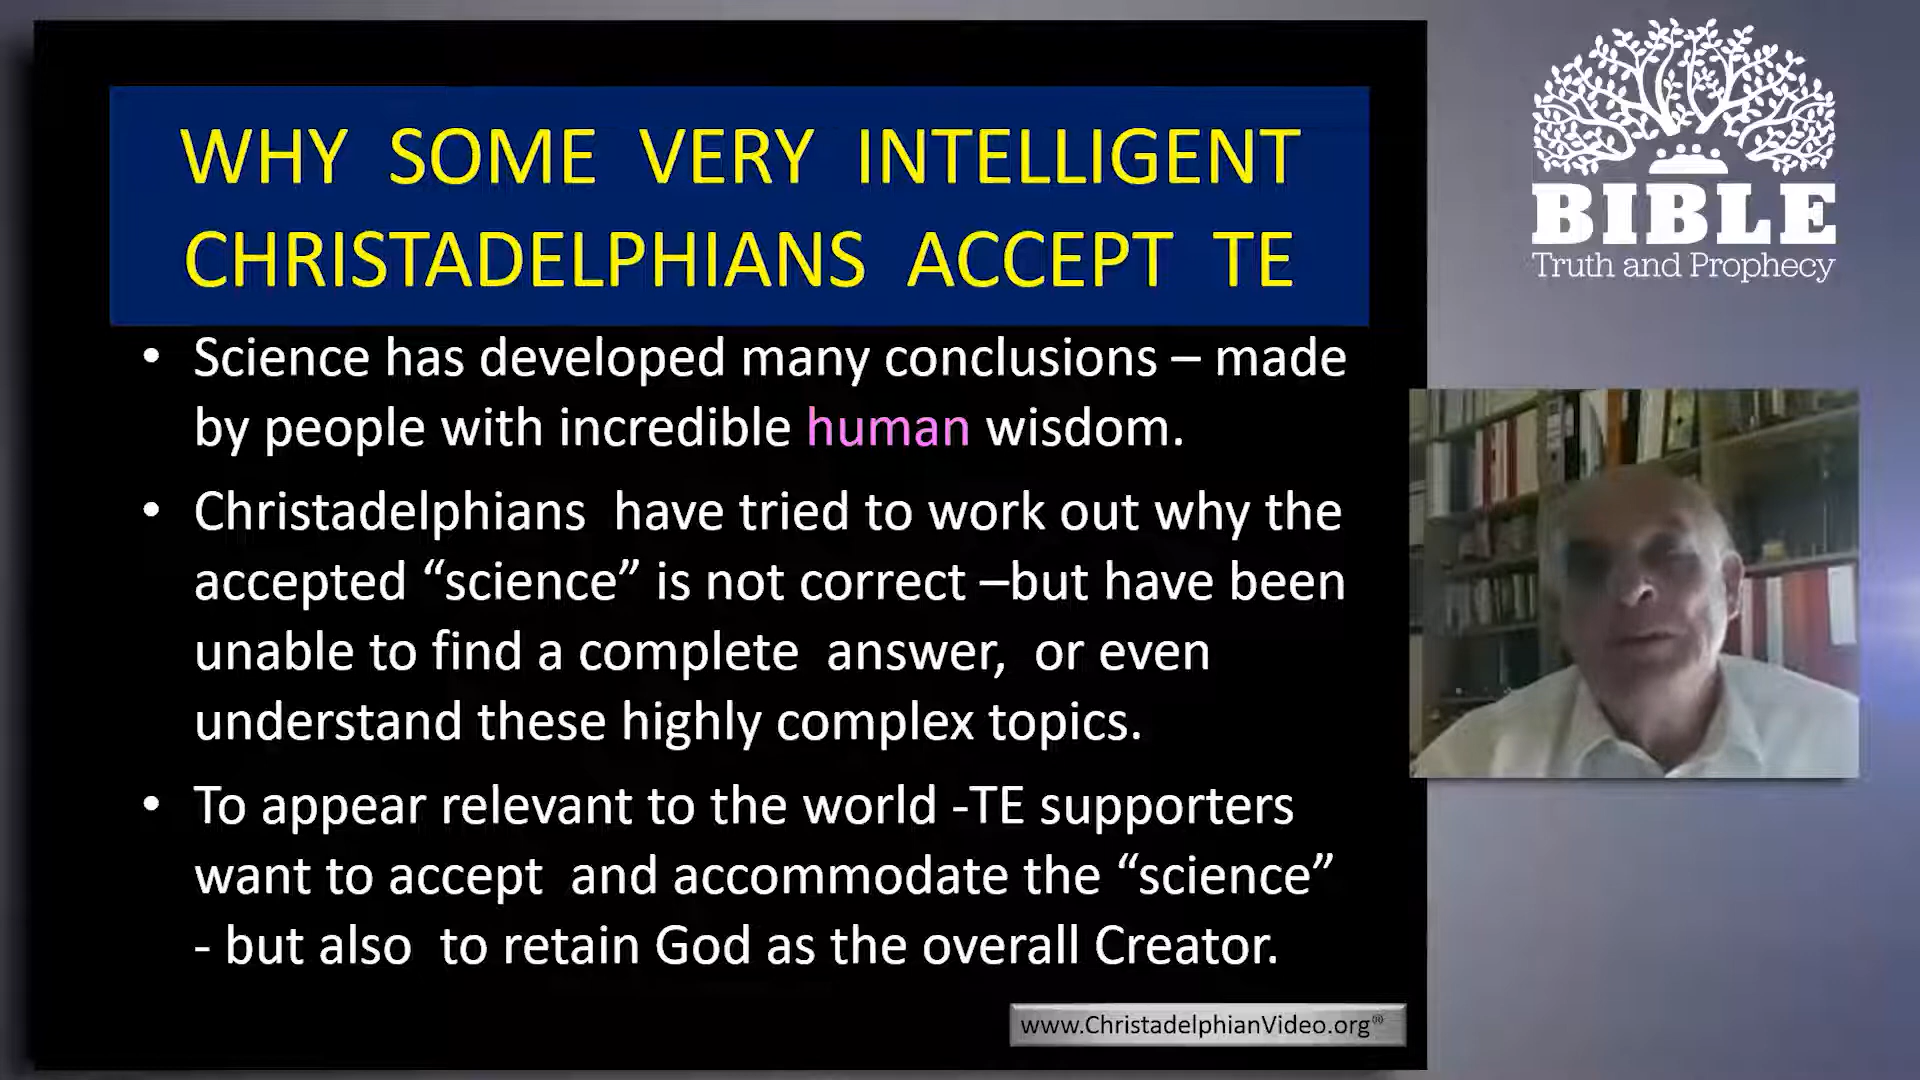 WHY SOME VERY INTELLIGENT
CHRISTADELPHIANS ACCEPT TE
• Science has developed many conclusions – made
by people with incredible human wisdom.
• Christadelphians have tried to work out why the
accepted “science” is not correct –but have been
unable to find a complete answer, or even
understand these highly complex topics.
• To appear relevant to the world -TE supporters
want to accept and accommodate the “science”
- but also to retain God as the overall Creator.
www.ChristadelphianVideo.org®
BIBLE
Truth and Prophecy